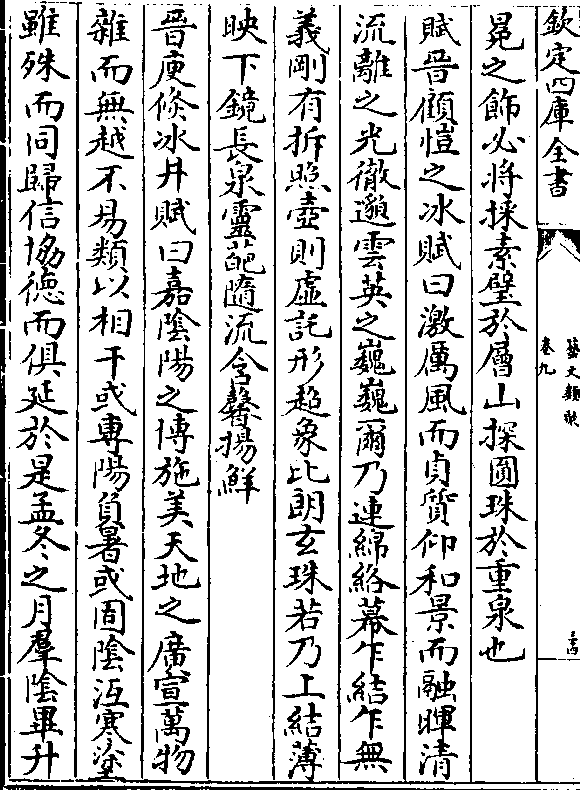 欽定四庫全書
藝文類聚
卷九
冕之飾必將採素璧於層山探圓珠於重泉也
賦晉顧愷之冰賦曰激厲風而貞質仰和景而融暉清
流離之光徹邈雲英之巍巍爾乃連綿絡幕乍結乍無
義剛有拆照壺則虛託形超象比朗玄珠若乃上結薄
映下鏡長泉靈葩隨流含馨揚鮮
晉庾儵冰井賦曰嘉陰陽之博施美天地之廣宣萬物
雜而無越不易類以相干或専陽負暑或固陰沍寒塗
雖殊而同歸信協德而俱延於是孟冬之月羣陰畢升